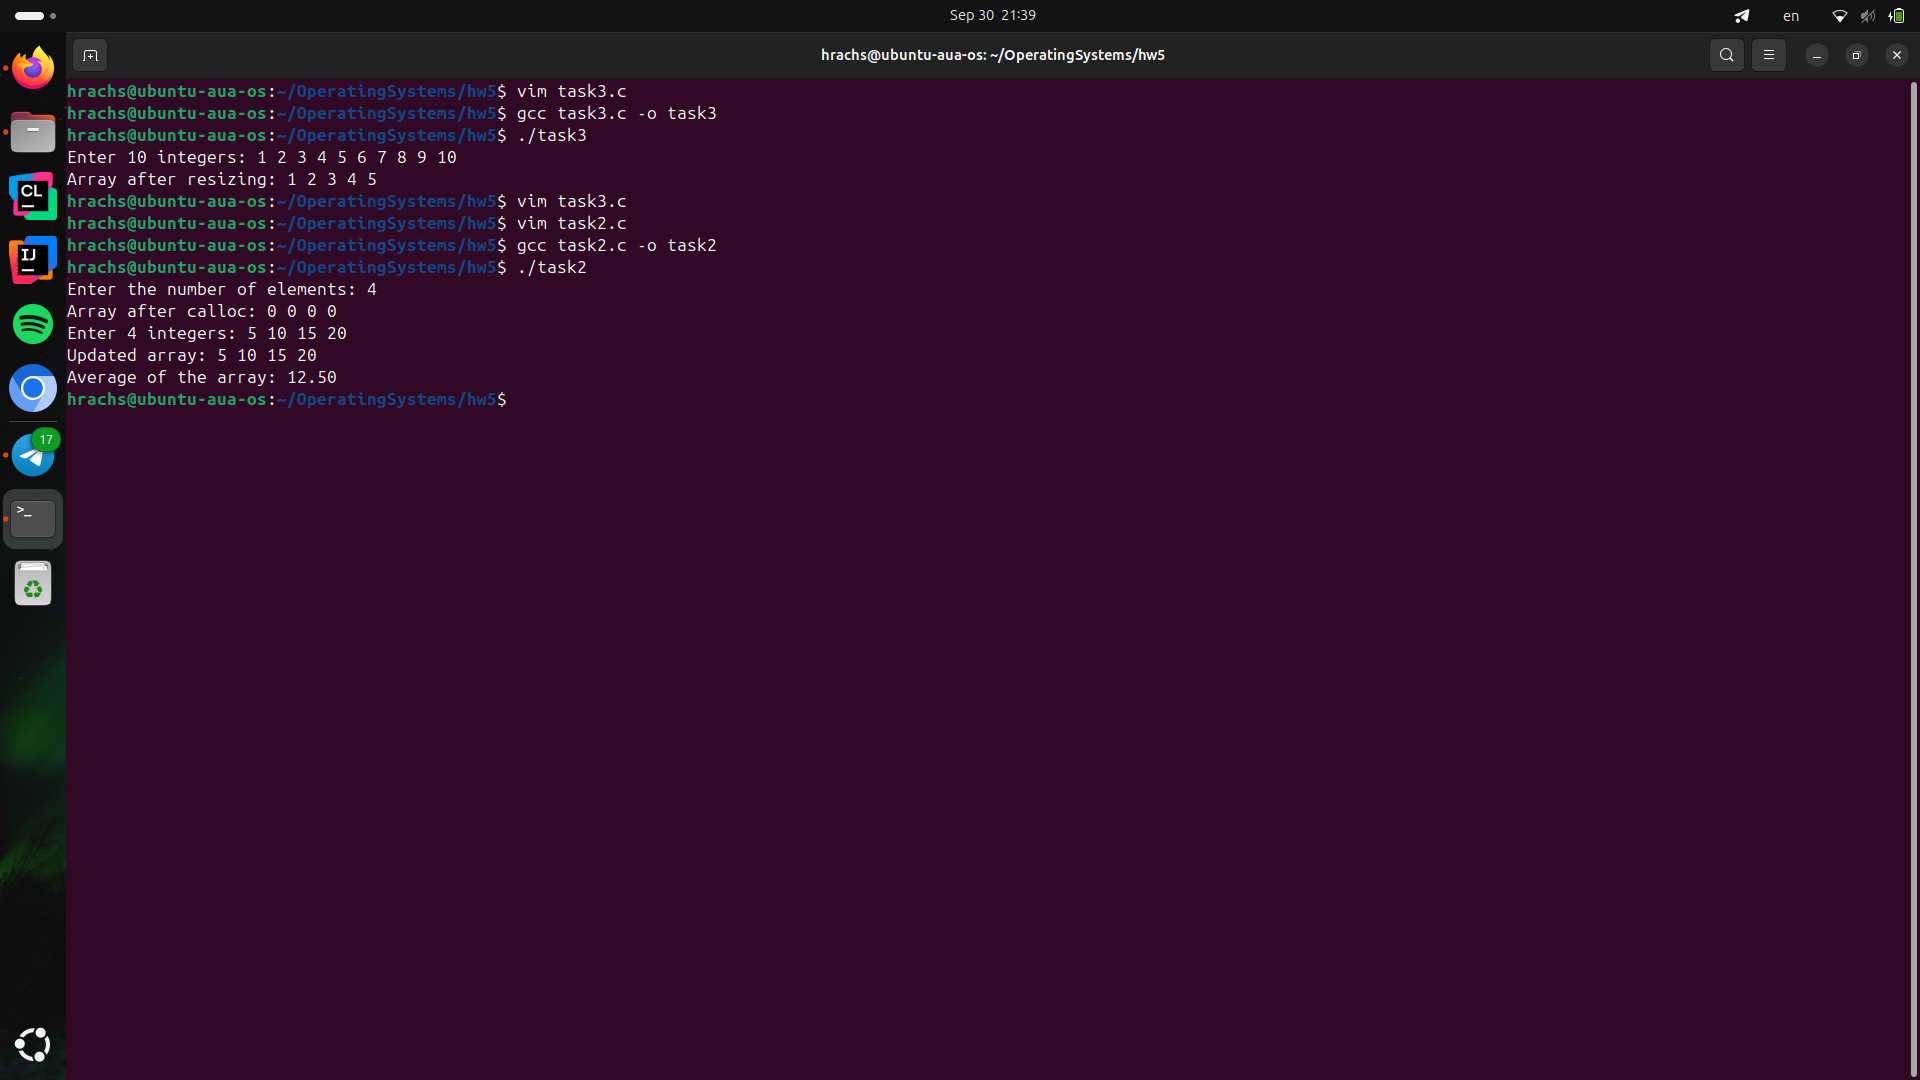 Sep 30 21:39
en
hrachs@ubuntu-aua-os: ~/OperatingSystems/hw5
hrachs@ubuntu-aua-os:~/OperatingSystems/hw5$ vim task3.c
hrachs@ubuntu-aua-os:~/OperatingSystems/hw5$ gcc task3.c -o task3
hrachs@ubuntu-aua-os:~/OperatingSystems/hw5$ ./task3
Enter 10 integers: 1 2 3 4 5 6 7 8 9 10
Array after resizing: 1 2 3 4 5
hrachs@ubuntu-aua-os:~/OperatingSystems/hw5$ vim task3.c
hrachs@ubuntu-aua-os:~/OperatingSystems/hw5$ vim task2.c
hrachs@ubuntu-aua-os:~/OperatingSystems/hw5$ gcc task2.c -o task2
hrachs@ubuntu-aua-os:~/OperatingSystems/hw5$ ./task2
Enter the number of elements: 4
Array after calloc: 0 0 0 0
Enter 4 integers: 5 10 15 20
Updated array: 5 10 15 20
Average of the array: 12.50
hrachs@ubuntu-aua-os:~/OperatingSystems/hw5$
CL
IJ
17
>_